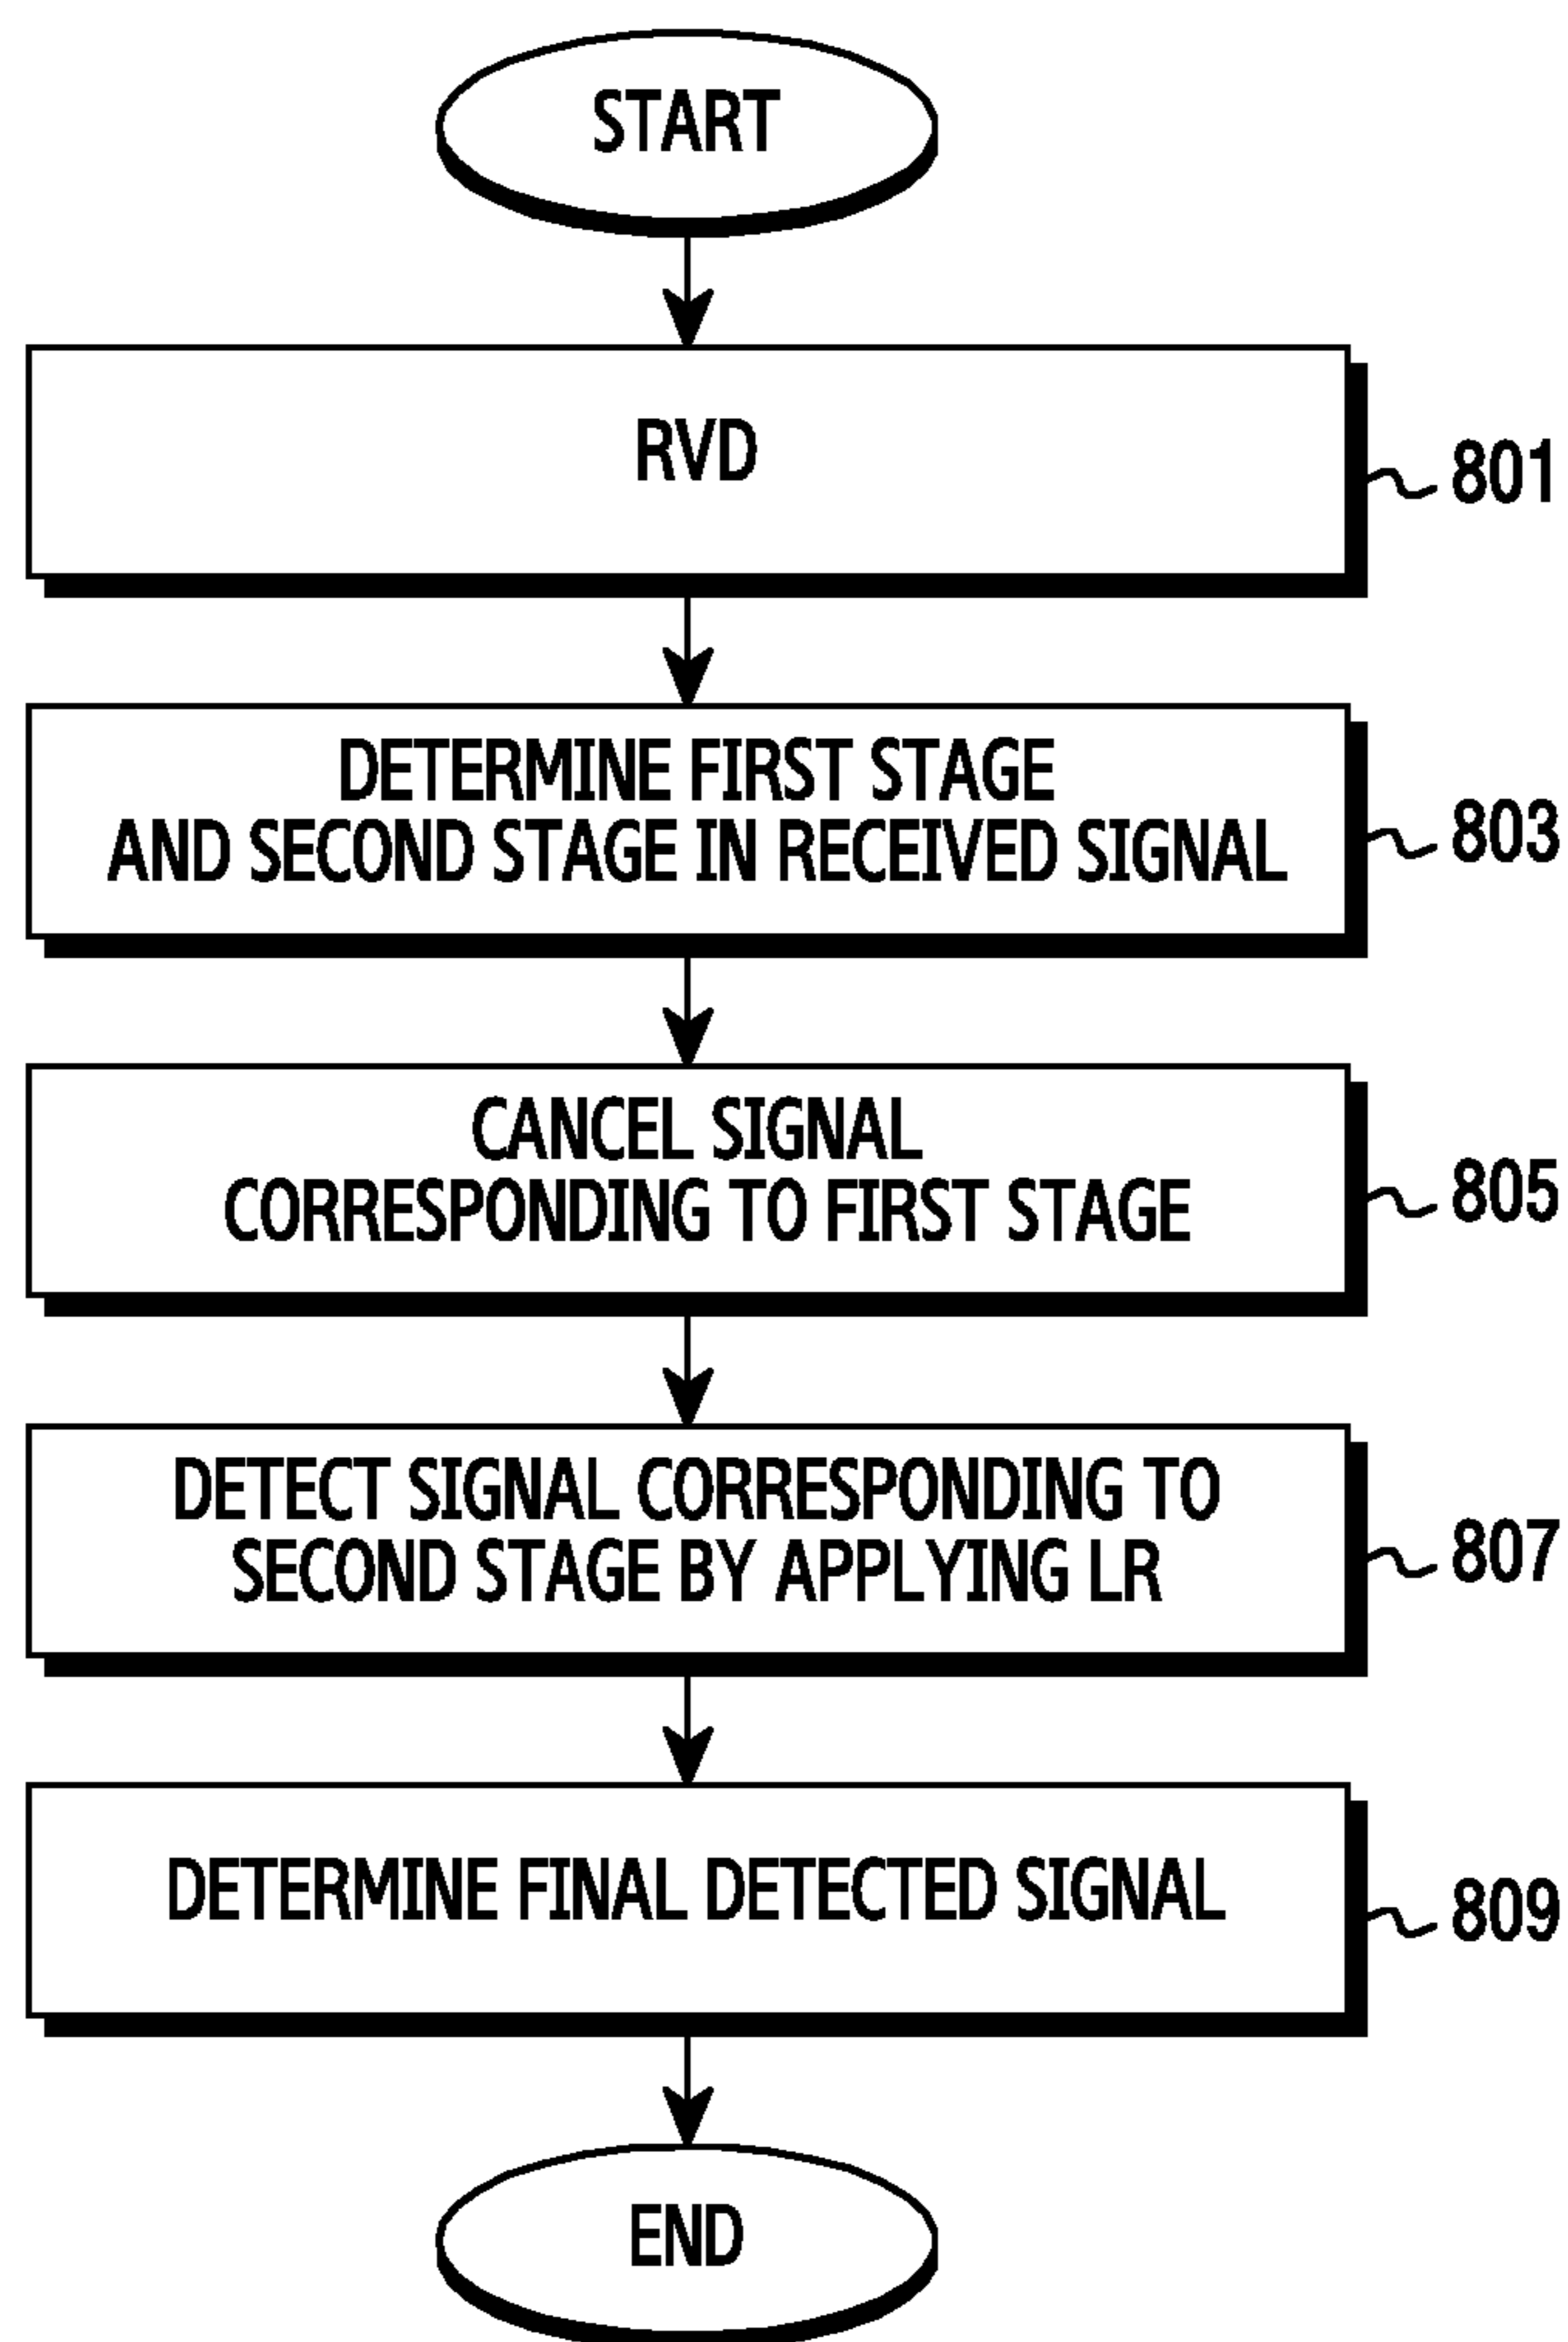 START
RVD
801
DETERMINE FIRST STAGE
AND SECOND STAGE IN RECEIVED SIGNAL
803
CANCEL SIGNAL
CORRESPONDING TO FIRST STAGE
805
DETECT SIGNAL CORRESPONDING TO
SECOND STAGE BY APPLYING LR
807
DETERMINE FINAL DETECTED SIGNAL
809
END